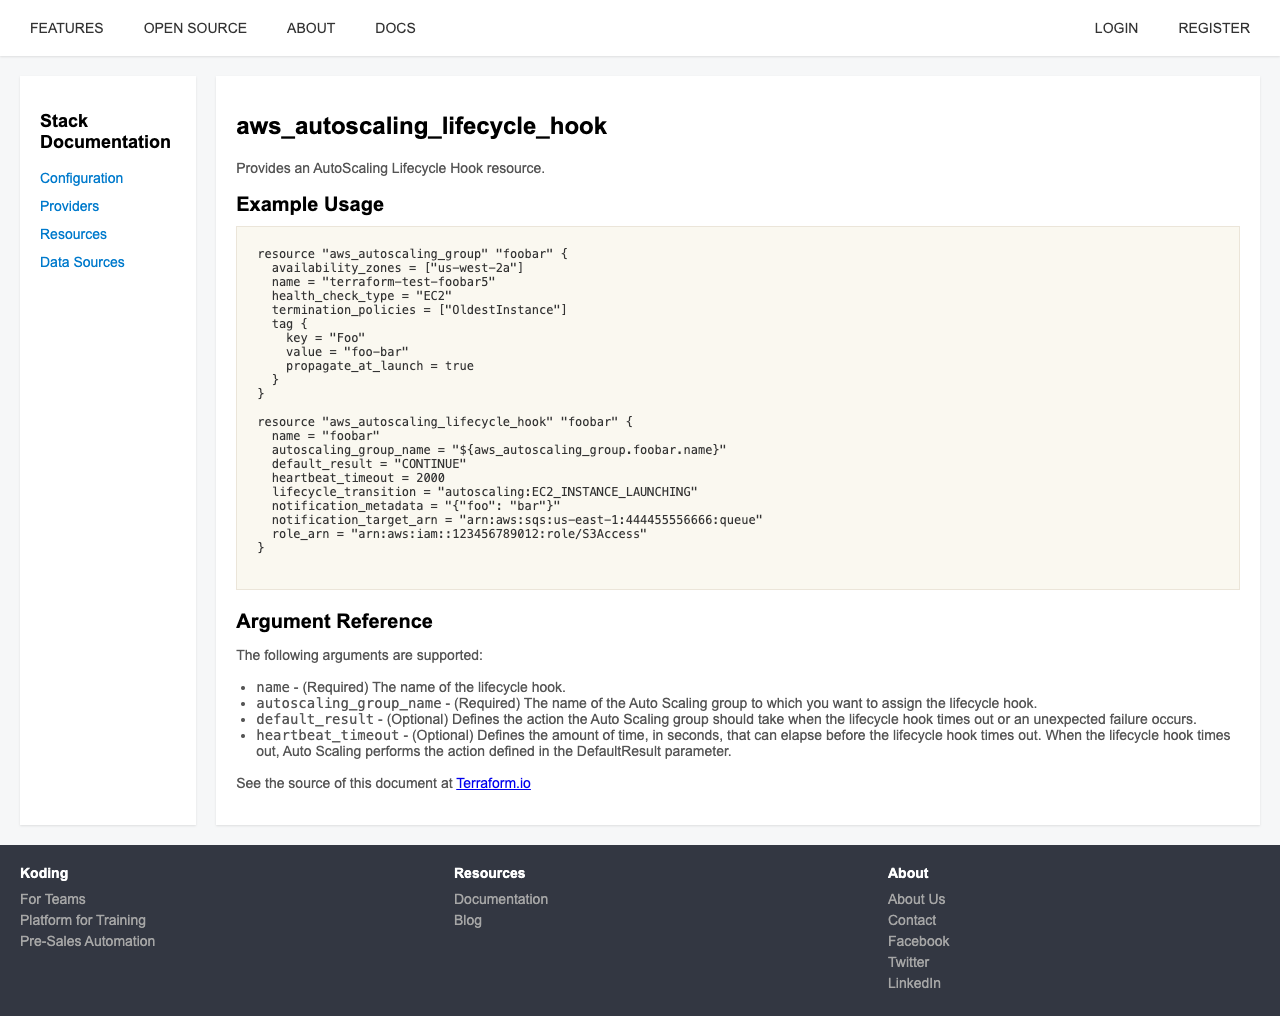 FEATURES OPEN SOURCE ABOUT DOCS LOGIN REGISTER
Stack
Documentation
Configuration
Providers
Resources
Data Sources
aws_autoscaling_lifecycle_hook
Provides an AutoScaling Lifecycle Hook resource.
Example Usage
resource "aws_autoscaling_group" "foobar" {
  availability_zones = ["us-west-2a"]
  name = "terraform-test-foobar5"
  health_check_type = "EC2"
  termination_policies = ["OldestInstance"]
  tag {
    key = "Foo"
    value = "foo-bar"
    propagate_at_launch = true
  }
}
resource "aws_autoscaling_lifecycle_hook" "foobar" {
  name = "foobar"
  autoscaling_group_name = "${aws_autoscaling_group.foobar.name}"
  default_result = "CONTINUE"
  heartbeat_timeout = 2000
  lifecycle_transition = "autoscaling:EC2_INSTANCE_LAUNCHING"
  notification_metadata = "{"foo": "bar"}"
  notification_target_arn = "arn:aws:sqs:us-east-1:444455556666:queue"
  role_arn = "arn:aws:iam::123456789012:role/S3Access"
}
Argument Reference
The following arguments are supported:
• name - (Required) The name of the lifecycle hook.
• autoscaling_group_name - (Required) The name of the Auto Scaling group to which you want to assign the lifecycle hook.
• default_result - (Optional) Defines the action the Auto Scaling group should take when the lifecycle hook times out or an unexpected failure occurs.
• heartbeat_timeout - (Optional) Defines the amount of time, in seconds, that can elapse before the lifecycle hook times out. When the lifecycle hook times
out, Auto Scaling performs the action defined in the DefaultResult parameter.
See the source of this document at Terraform.io
Koding
For Teams
Platform for Training
Pre-Sales Automation
Resources
Documentation
Blog
About
About Us
Contact
Facebook
Twitter
LinkedIn